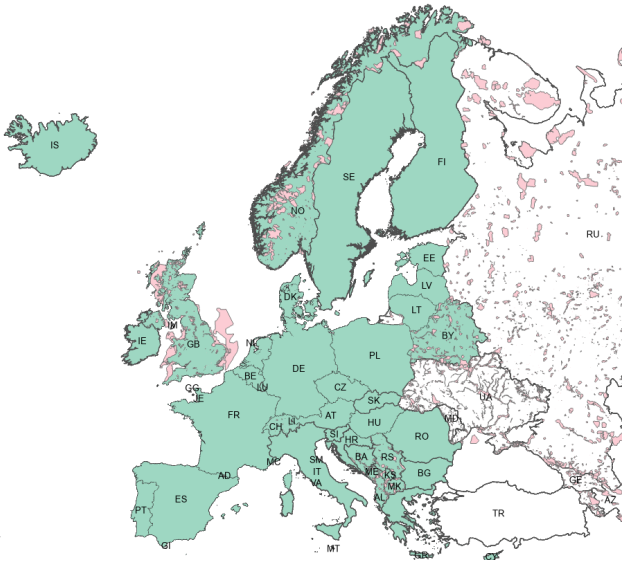 IS
SE
FI
NO
RU
EE
LV
DK
LT
IM
IE
GB
BY
NL
PL
DE
BE
GG
LU
CZ
UA
JE
SK
FR
LI
AT
HU
MD
CH
SI
RO
HR
MC
SM
BA
RS
IT
ME
KS
BG
AD
VA
MK
GE
PT
ES
AL
AZ
TR
GI
MT
GR
CY